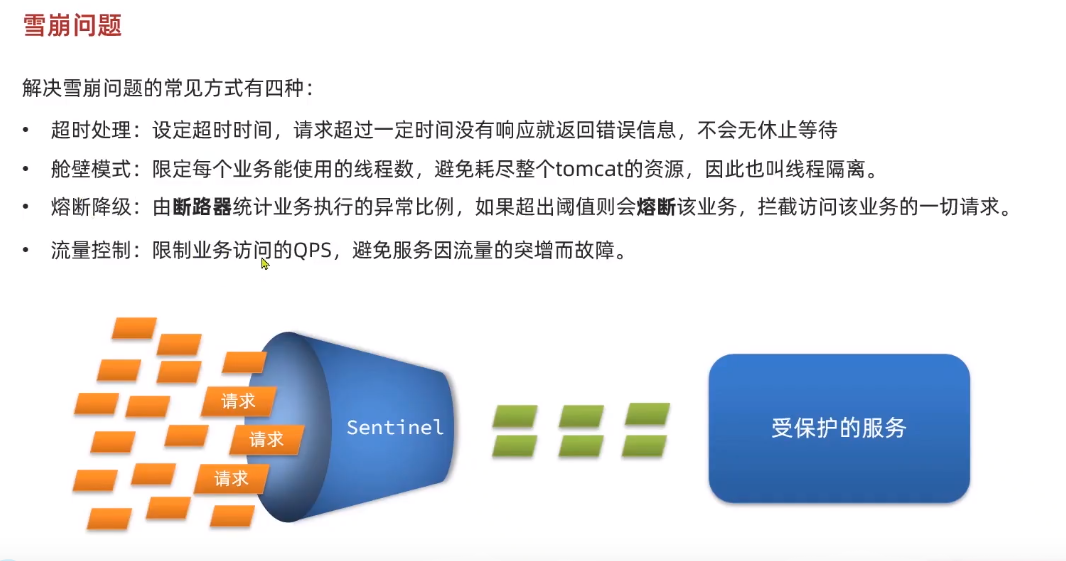 雪崩问题
解决雪崩问题的常见方式有四种：
• 超时处理：设定超时时间，请求超过一定时间没有响应就返回错误信息，不会无休止等待
• 舱壁模式：限定每个业务能使用的线程数，避免耗尽整个tomcat的资源，因此也叫线程隔离。
• 熔断降级：由断路器统计业务执行的异常比例，如果超出阈值则会熔断该业务，拦截访问该业务的一切请求。
• 流量控制：限制业务访问的QPS，避免服务因流量的突增而故障。
请求
请求
请求
Sentinel
受保护的服务